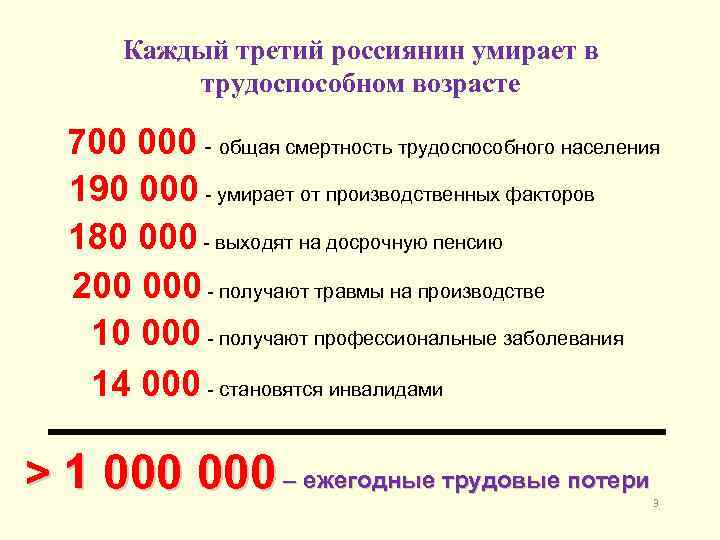 Каждый третий россиянин умирает в
трудоспособном возрасте
700 000 - общая смертность трудоспособного населения
190 000 - умирает от производственных факторов
180 000 - выходят на досрочную пенсию
200 000 - получают травмы на производстве
10 000 - получают профессиональные заболевания
14 000 - становятся инвалидами
> 1 000 000 – ежегодные трудовые потери
3